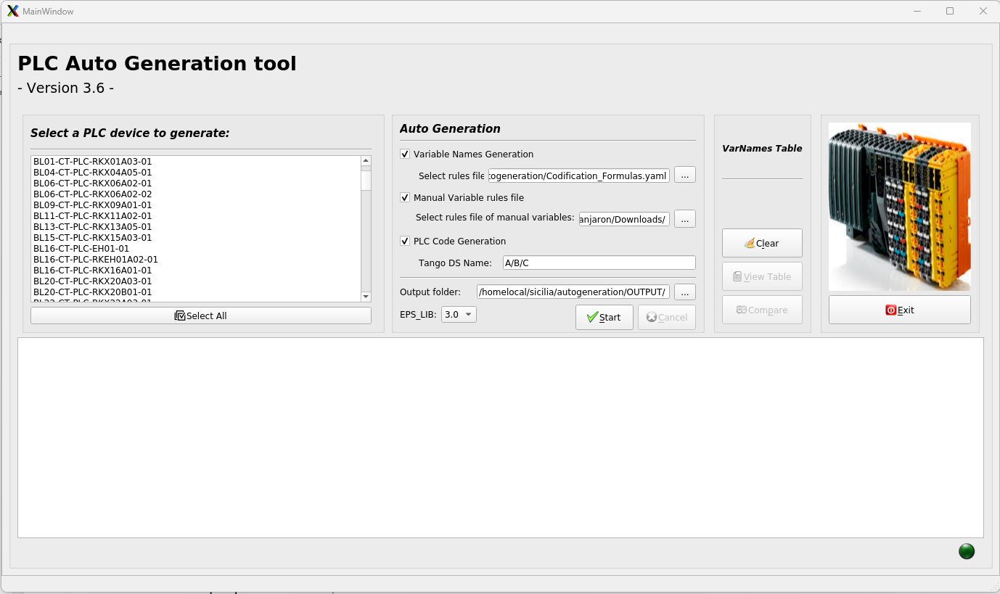 MainWindow
PLC Auto Generation tool
- Version 3.6 -
Select a PLC device to generate:
BL01-CT-PLC-RKX01A03-01
BL04-CT-PLC-RKX04A05-01
BL06-CT-PLC-RKX06A02-01
BL06-CT-PLC-RKX06A02-02
BL09-CT-PLC-RKX09A01-01
BL11-CT-PLC-RKX11A02-01
BL13-CT-PLC-RKX13A05-01
BL15-CT-PLC-RKX15A03-01
BL16-CT-PLC-EH01-01
BL16-CT-PLC-RKEH01A02-01
BL16-CT-PLC-RKX16A01-01
BL20-CT-PLC-RKX20A03-01
BL20-CT-PLC-RKX20B01-01
Select All
Auto Generation
Variable Names Generation
Select rules file
togeneration/Codification_Formulas.yaml
...
Manual Variable rules file
Select rules file of manual variables:
anjaron/Downloads/
...
PLC Code Generation
Tango DS Name:
A/B/C
Output folder:
/homelocal/sicilia/autogeneration/OUTPUT/
...
EPS_LIB:
3.0
Start
Cancel
VarNames Table
Clear
View Table
Compare
Exit